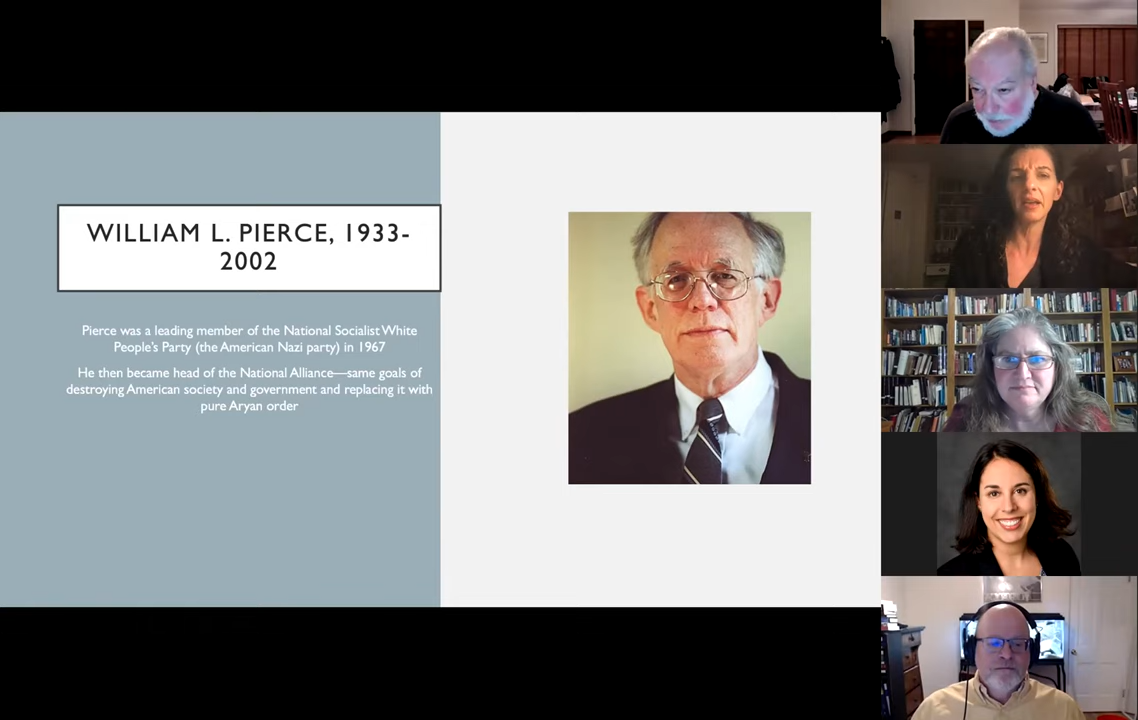 WILLIAM L. PIERCE, 1933-
2002
Pierce was a leading member of the National Socialist White
People's Party (the American Nazi party) in 1967
He then became head of the National Alliance—same goals of
destroying American society and government and replacing it with
pure Aryan order